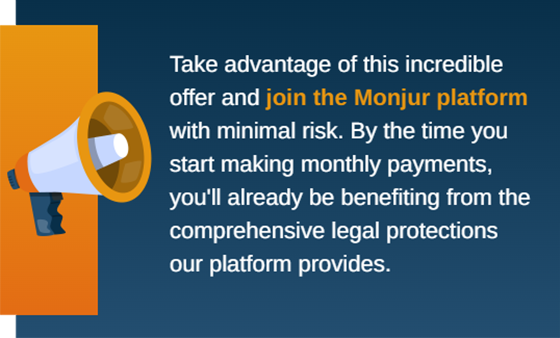 Take advantage of this incredible
offer and join the Monjur platform
with minimal risk. By the time you
start making monthly payments,
you'll already be benefiting from the
comprehensive legal protections
our platform provides.